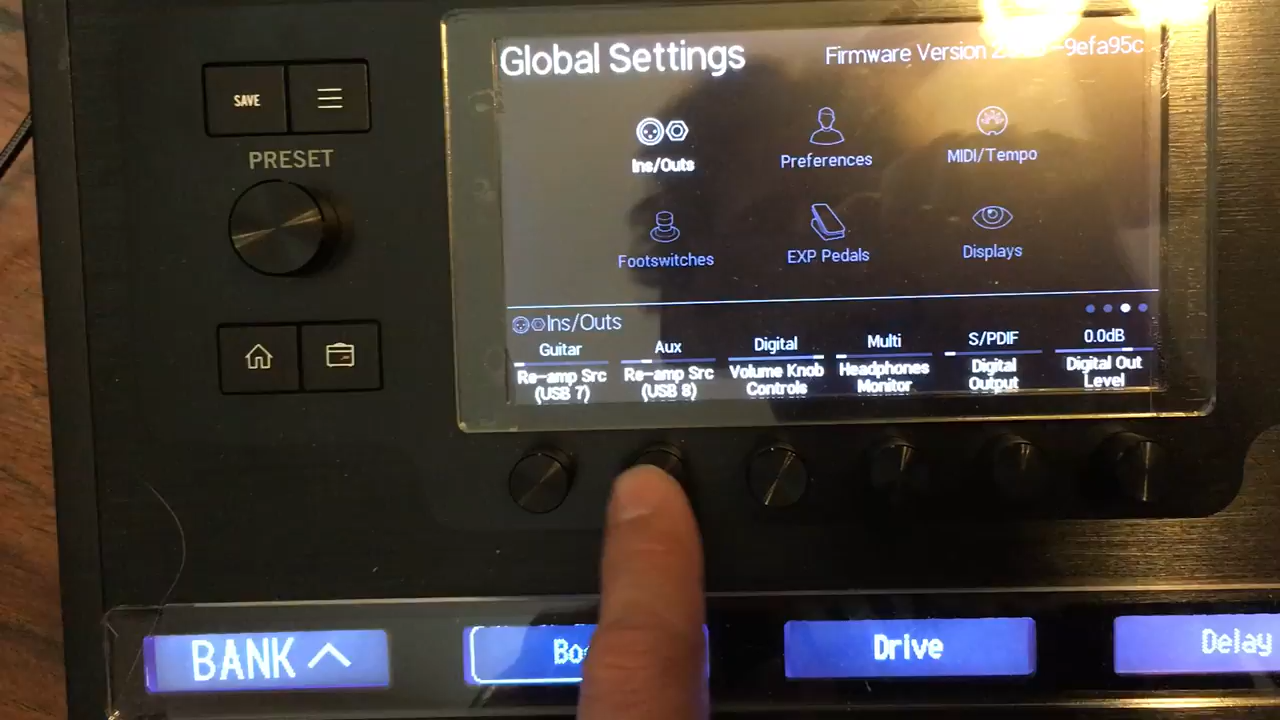 Global Settings
Firmware Version 2 -9efa95c
SAVE
PRESET
Ins/Outs
Preferences
MIDI/Tempo
Footswitches
EXP Pedals
Displays
Ins/Outs
Guitar
Re-amp Src
(USB 7)
Aux
Re-amp Src
(USB 8)
Digital
Volume Knob
Controls
Multi
Headphones
Monitor
S/PDIF
Digital
Output
0.0dB
Digital Out
Level
BANK
Drive
Delay